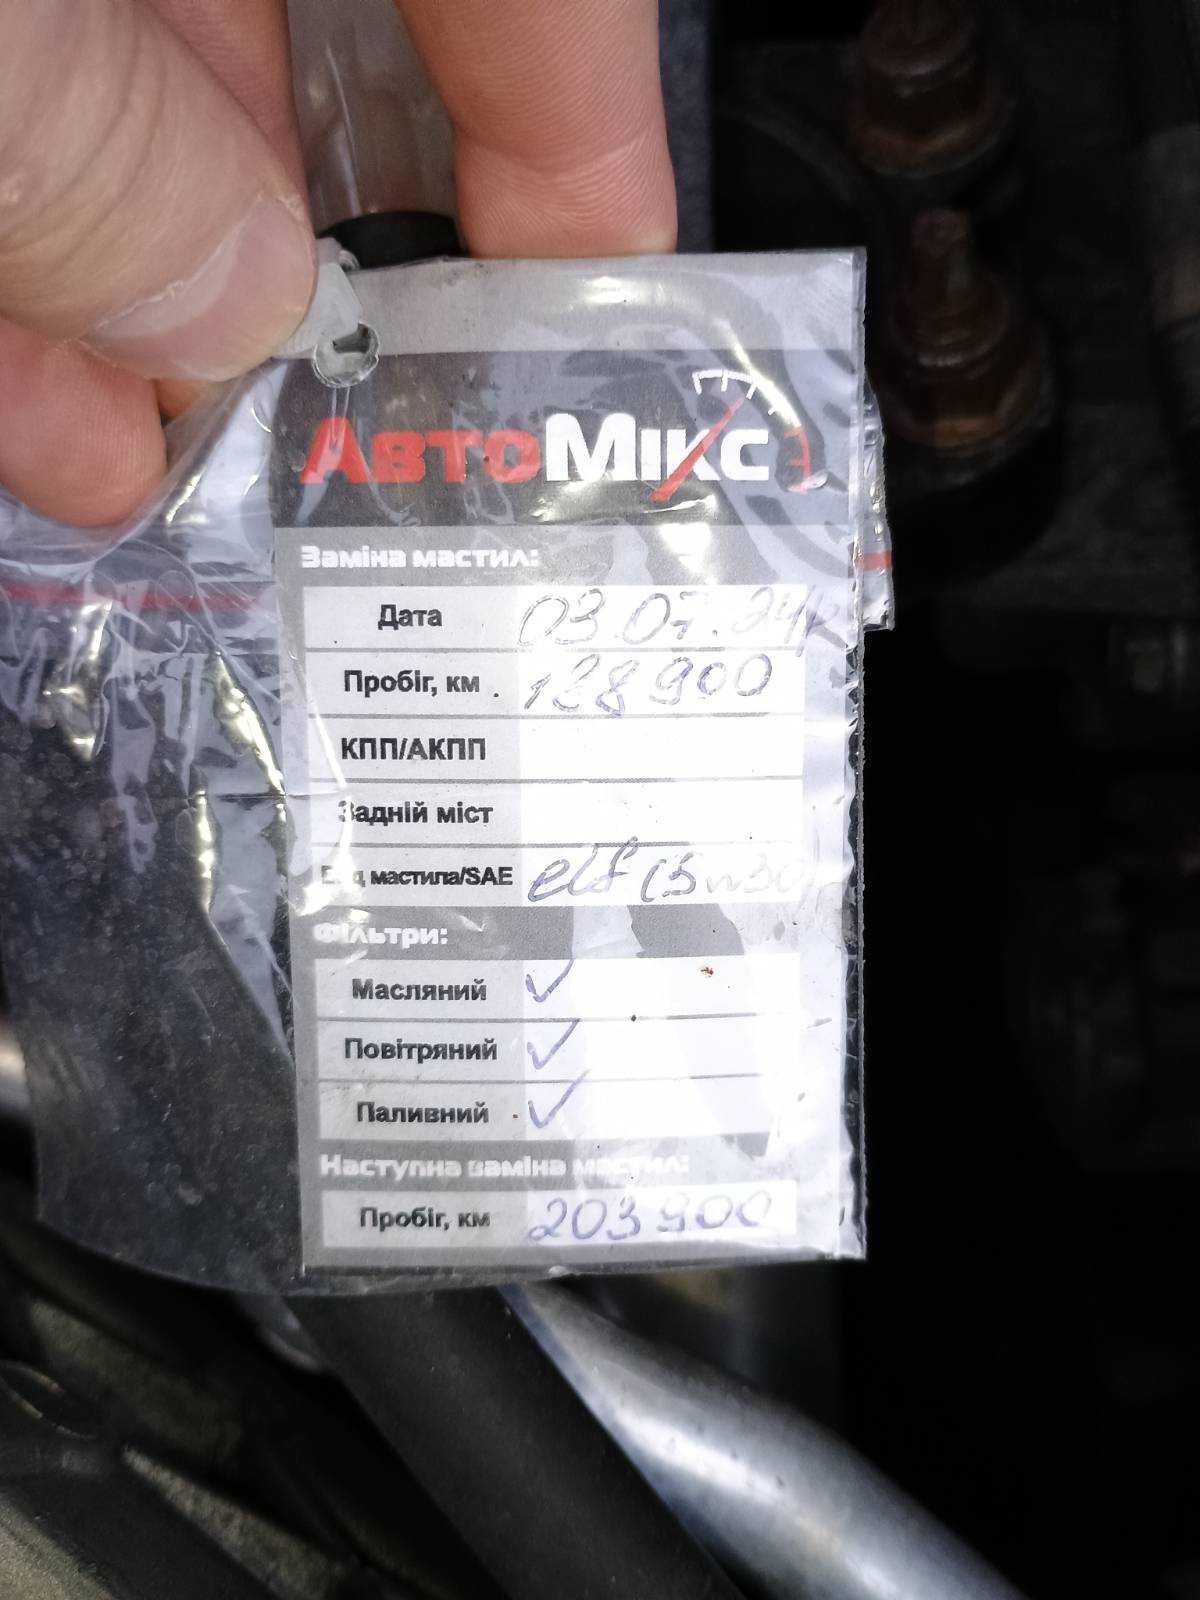 АвтоМікс
Заміна мастил:
Дата 03.07.24р
Пробіг, км 128 900
КПП/АКПП
Задній міст
Вид мастила/SAE elf (5w30)
Фільтри:
Масляний ✓
Повітряний ✓
Паливний ✓
Наступна заміна мастил:
Пробіг, км 203 900